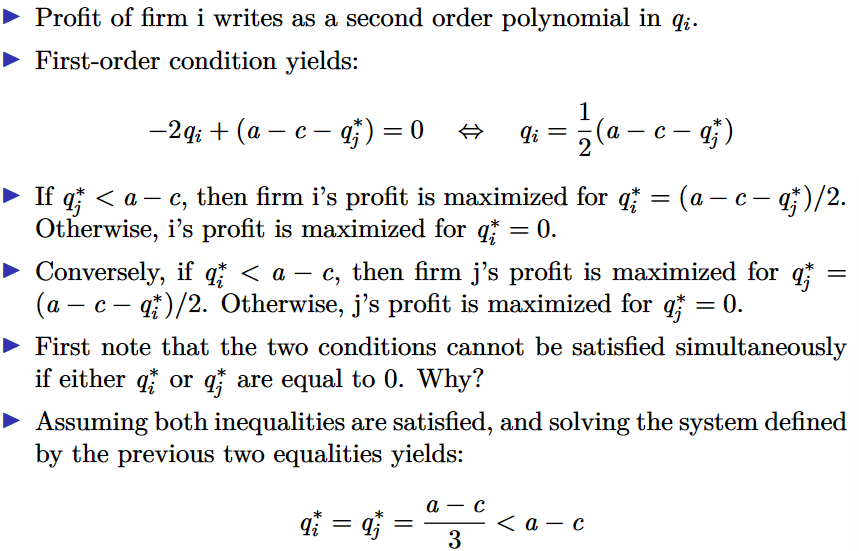 ▶ Profit of firm i writes as a second order polynomial in $q_i$.
▶ First-order condition yields:
$-2q_i + (a - c - q_j^*) = 0 \quad \Leftrightarrow \quad q_i = \frac{1}{2}(a - c - q_j^*)$
▶ If $q_j^* < a - c$, then firm i's profit is maximized for $q_i^* = (a - c - q_j^*)/2$.
Otherwise, i's profit is maximized for $q_i^* = 0$.
▶ Conversely, if $q_i^* < a - c$, then firm j's profit is maximized for $q_j^* =$
$(a - c - q_i^*)/2$. Otherwise, j's profit is maximized for $q_j^* = 0$.
▶ First note that the two conditions cannot be satisfied simultaneously
if either $q_i^*$ or $q_j^*$ are equal to 0. Why?
▶ Assuming both inequalities are satisfied, and solving the system defined
by the previous two equalities yields:
$q_i^* = q_j^* = \frac{a - c}{3} < a - c$